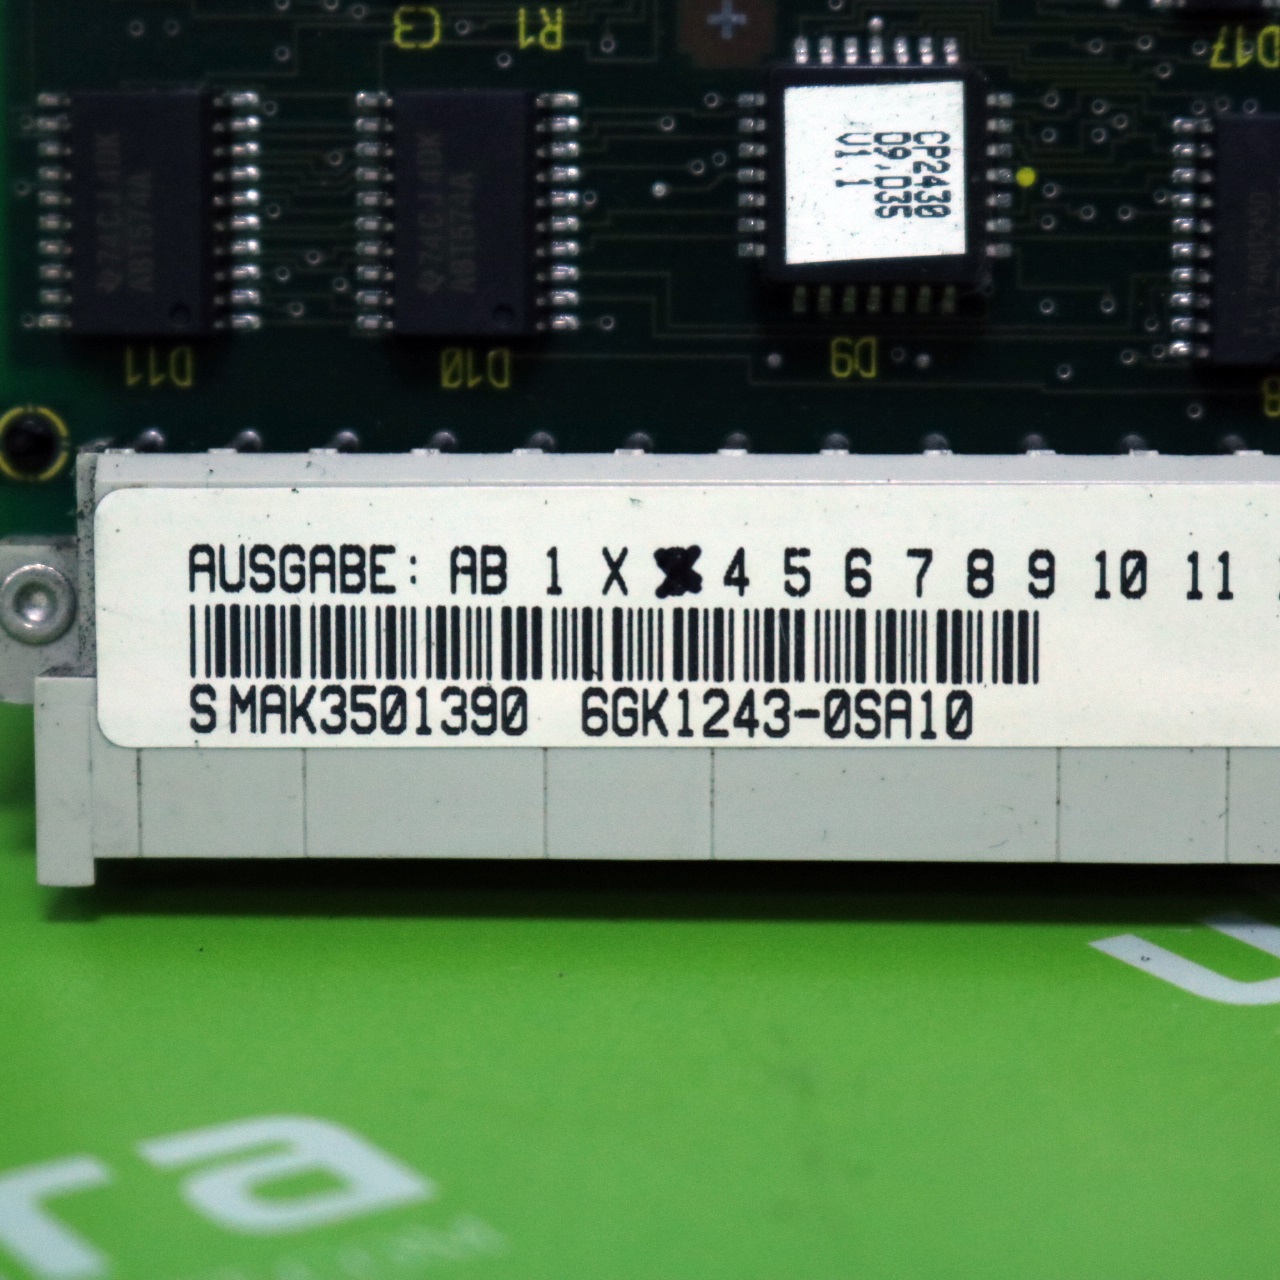 C3
R1
D17
CP2430
D9,D35
V1.1
D11
D10
D9
AUSGABE: AB 1 X 4 5 6 7 8 9 10 11
S MAK3501390 6GK1243-0SA10